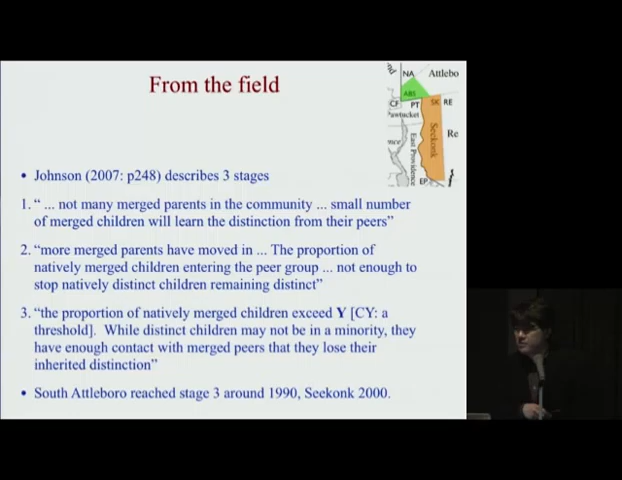 From the field
NA
Attlebo
ABS
CF
PT
SK
RE
Pawtucket
Seekonk
East Providence
Re
EP
• Johnson (2007: p248) describes 3 stages
1. “ ... not many merged parents in the community ... small number
of merged children will learn the distinction from their peers”
2. “more merged parents have moved in ... The proportion of
natively merged children entering the peer group ... not enough to
stop natively distinct children remaining distinct”
3. “the proportion of natively merged children exceed Y [CY: a
threshold]. While distinct children may not be in a minority, they
have enough contact with merged peers that they lose their
inherited distinction”
• South Attleboro reached stage 3 around 1990, Seekonk 2000.